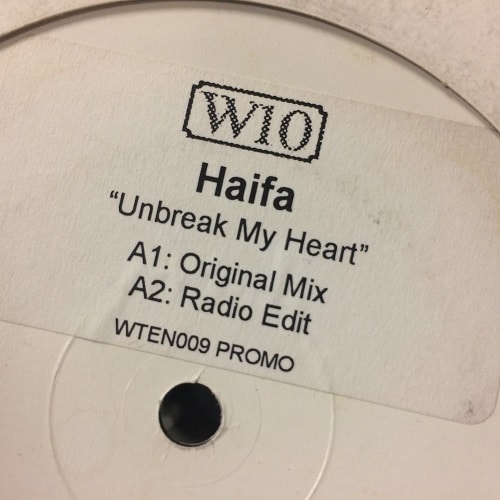 W10
Haifa
“Unbreak My Heart”
A1: Original Mix
A2: Radio Edit
WTEN009 PROMO